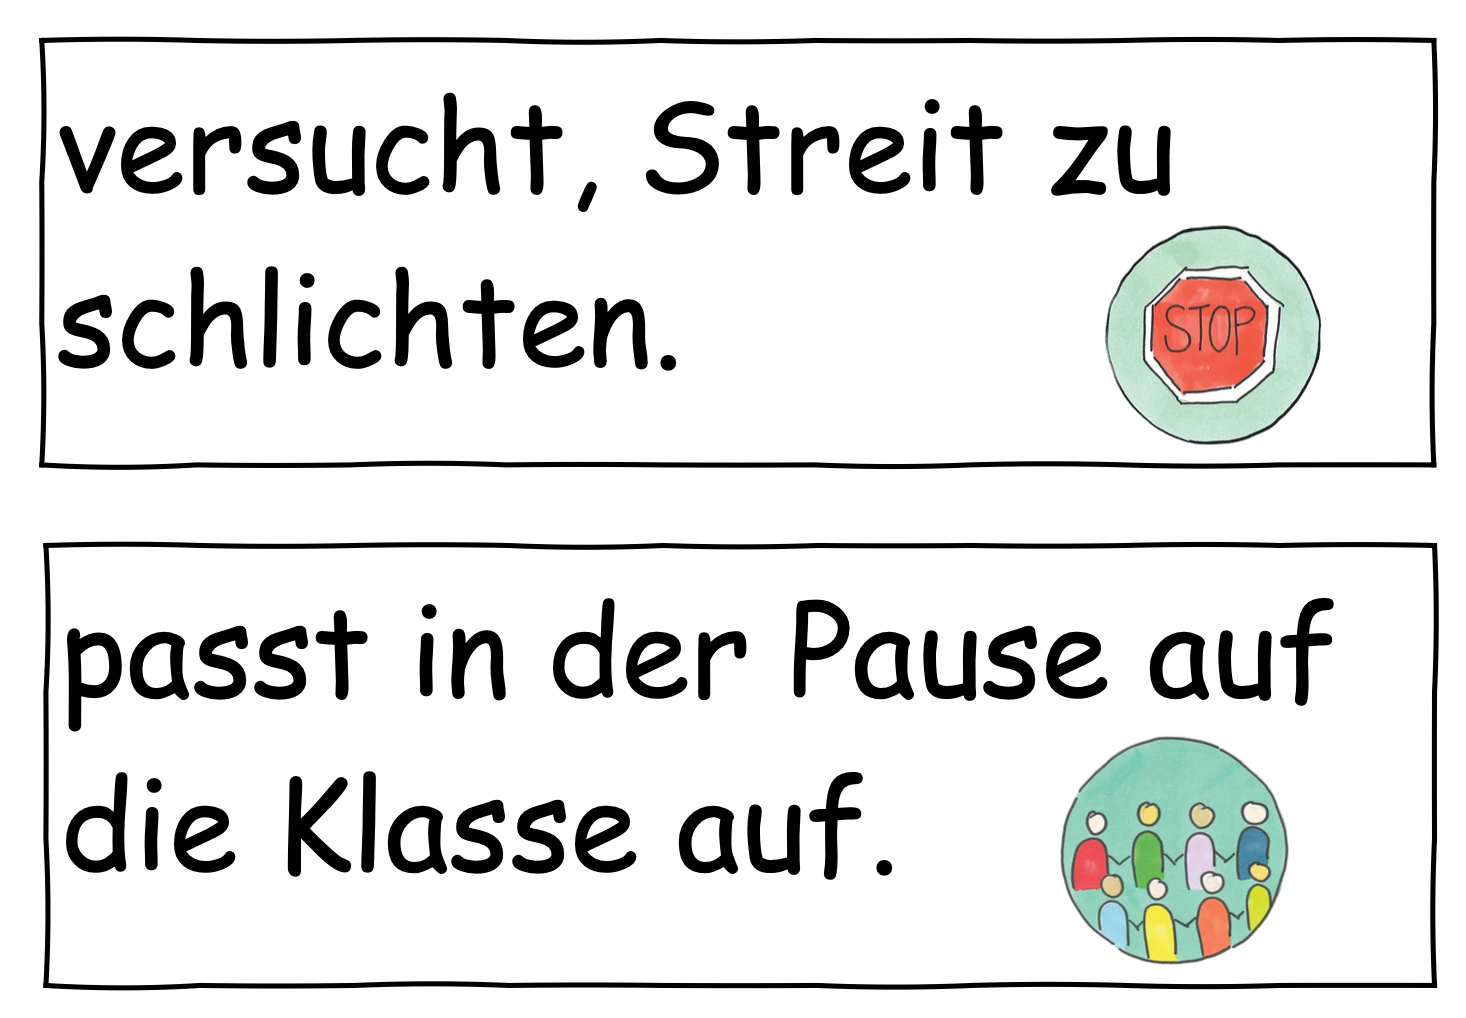 versucht, Streit zu
schlichten.
STOP
passt in der Pause auf
die Klasse auf.